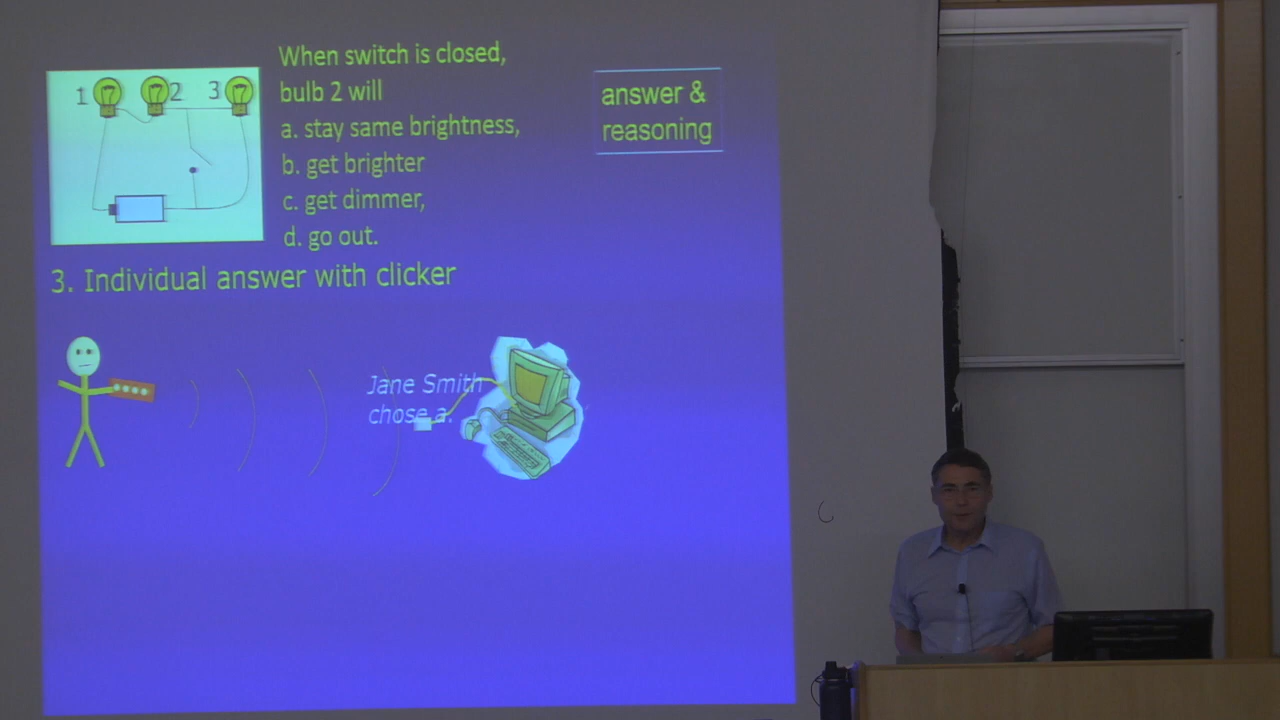 When switch is closed,
bulb 2 will
a. stay same brightness,
b. get brighter
c. get dimmer,
d. go out.
1 2 3
answer &
reasoning
3. Individual answer with clicker
Jane Smith
chose a.